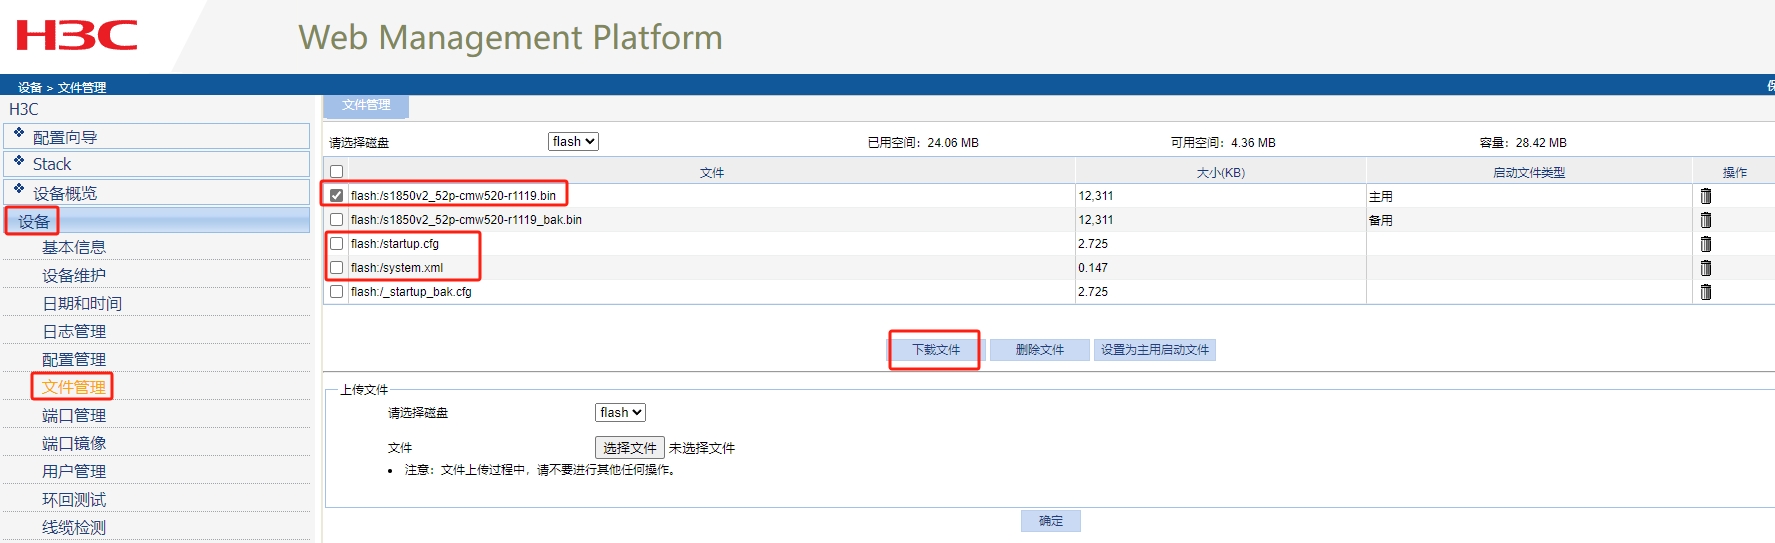 H3C
Web Management Platform
设备 > 文件管理
H3C
配置向导
Stack
设备概览
设备
基本信息
设备维护
日期和时间
日志管理
配置管理
文件管理
端口管理
端口镜像
用户管理
环回测试
线缆检测
文件管理
请选择磁盘 flash 已用空间：24.06 MB 可用空间：4.36 MB 容量：28.42 MB
文件 大小(KB) 启动文件类型 操作
flash:/s1850v2_52p-cmw520-r1119.bin 12,311 主用
flash:/s1850v2_52p-cmw520-r1119_bak.bin 12,311 备用
flash:/startup.cfg 2.725
flash:/system.xml 0.147
flash:/_startup_bak.cfg 2.725
下载文件 删除文件 设置为主用启动文件
上传文件
请选择磁盘 flash
文件 选择文件 未选择文件
• 注意：文件上传过程中，请不要进行其他任何操作。
确定